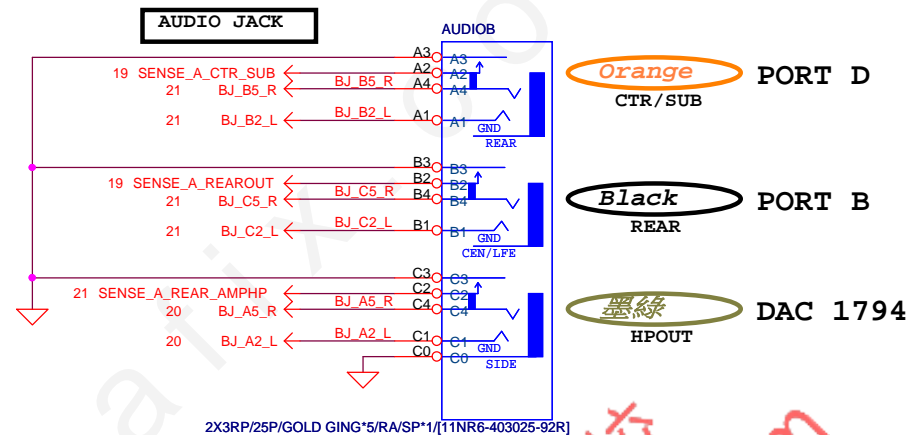 AUDIO JACK
AUDIOB
A3 A3
19 SENSE_A_CTR_SUB A2 A2
21 BJ_B5_R BJ_B5_R A4 A4
21 BJ_B2_L BJ_B2_L A1 A1
GND
REAR
Orange PORT D
CTR/SUB
B3 B3
19 SENSE_A_REAROUT B2 B2
21 BJ_C5_R BJ_C5_R B4 B4
21 BJ_C2_L BJ_C2_L B1 B1
GND
CEN/LFE
Black PORT B
REAR
C3 C3
21 SENSE_A_REAR_AMPHP C2 C2
20 BJ_A5_R BJ_A5_R C4 C4
20 BJ_A2_L BJ_A2_L C1 C1
GND
C0 C0
SIDE
墨綠 DAC 1794
HPOUT
2X3RP/25P/GOLD GING*5/RA/SP*1/[11NR6-403025-92R]